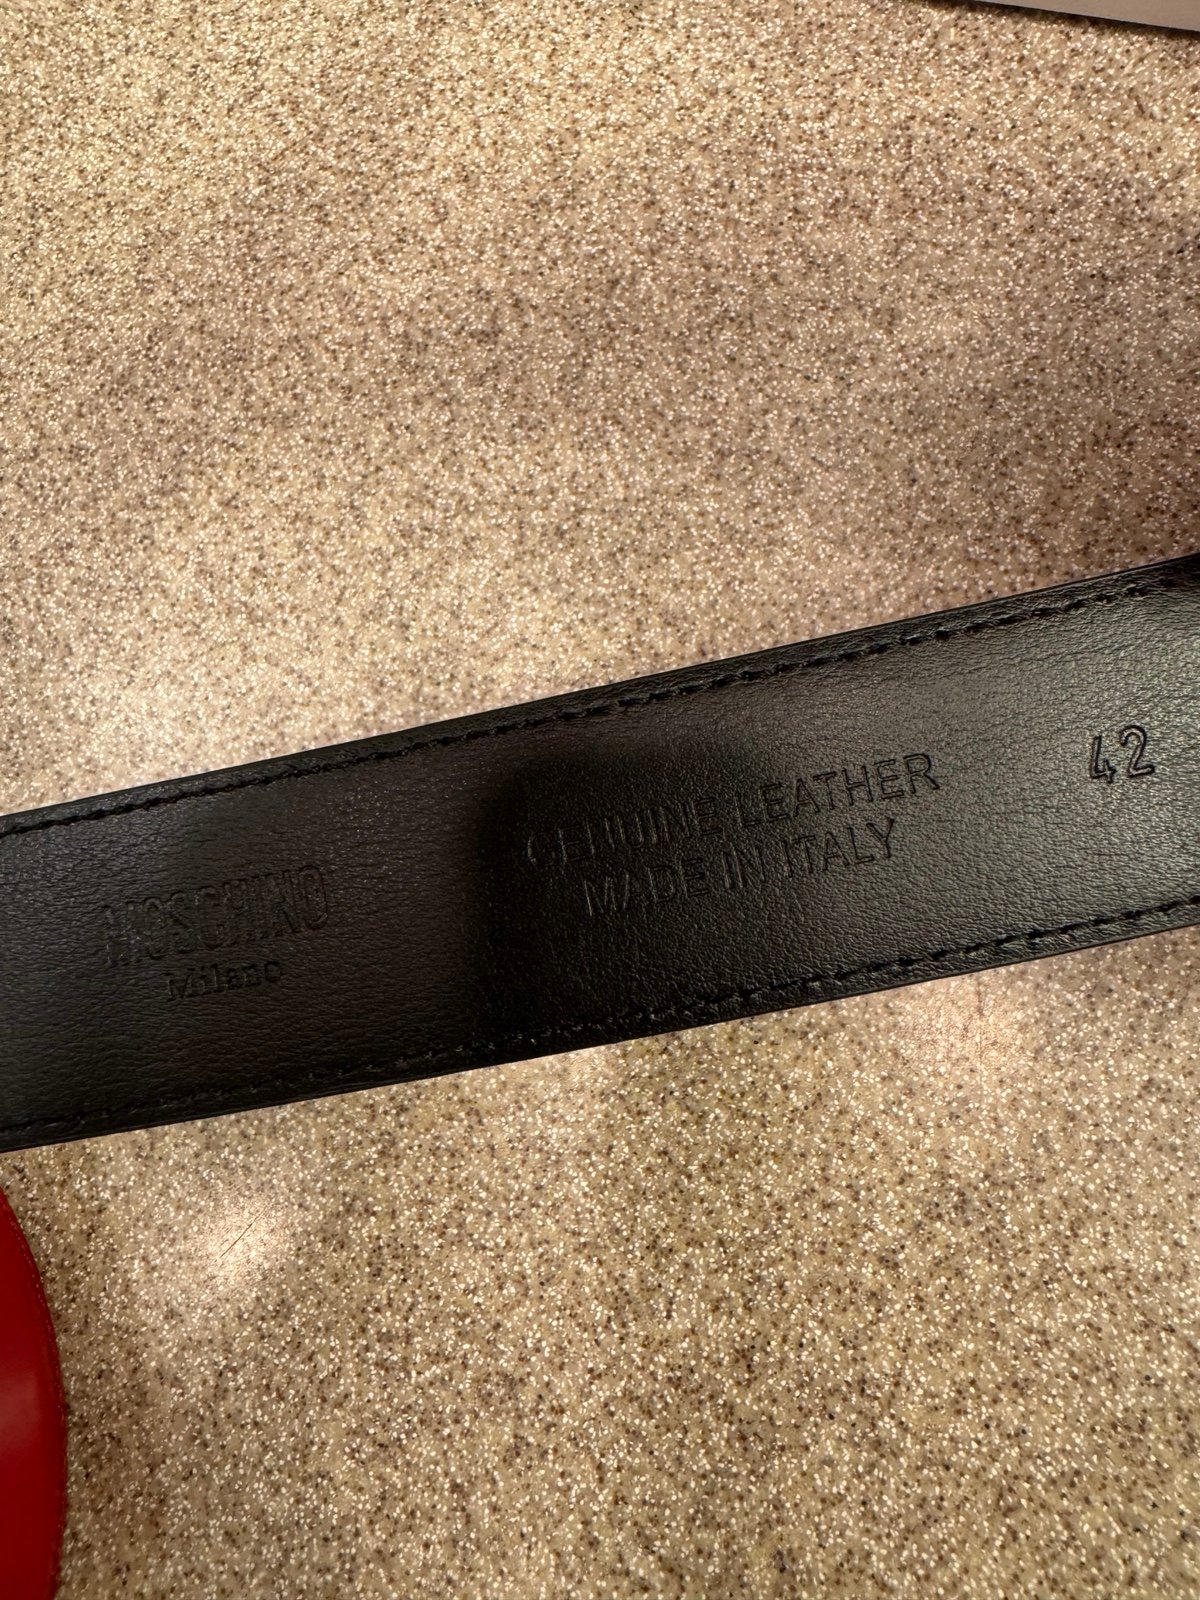 MOSCHINO
Milano
GENUINE LEATHER
MADE IN ITALY
42